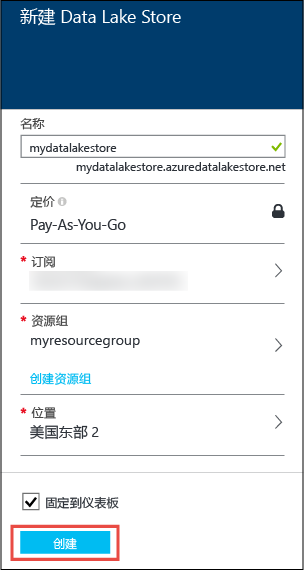 新建 Data Lake Store
名称
mydatalakestore
mydatalakestore.azuredatalakestore.net
定价
Pay-As-You-Go
* 订阅
* 资源组
myresourcegroup
创建资源组
* 位置
美国东部 2
固定到仪表板
创建